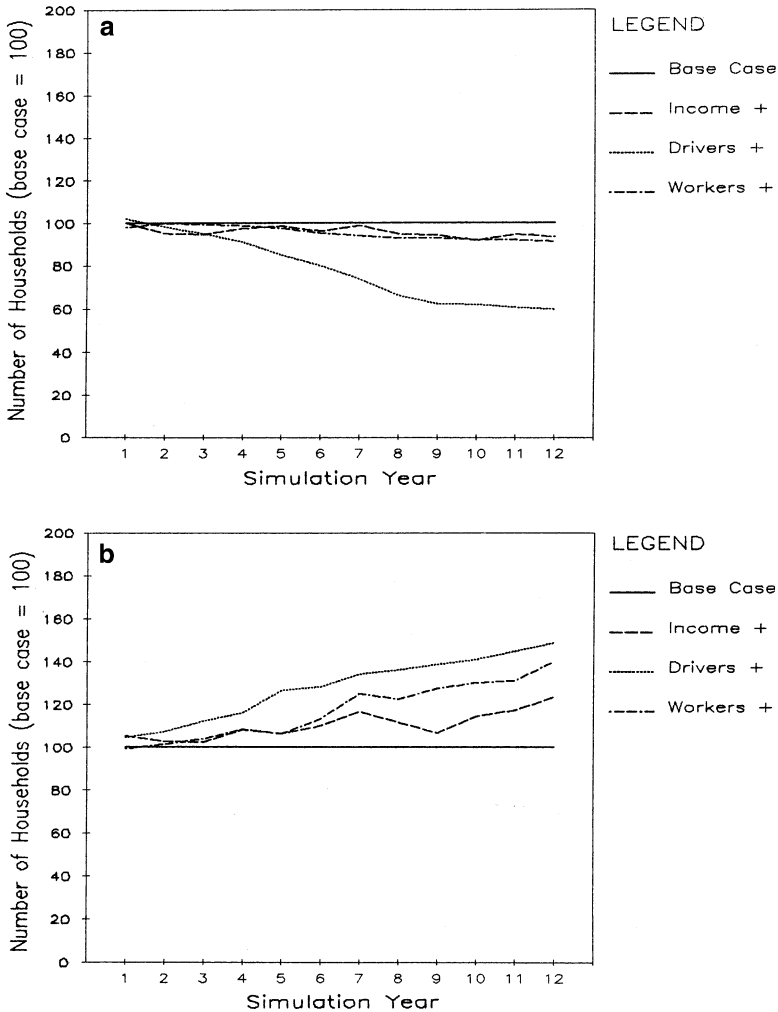 a
Number of Households (base case = 100)
200
180
160
140
120
100
80
60
40
20
0
1 2 3 4 5 6 7 8 9 10 11 12
Simulation Year
LEGEND
Base Case
Income +
Drivers +
Workers +
b
Number of Households (base case = 100)
200
180
160
140
120
100
80
60
40
20
0
1 2 3 4 5 6 7 8 9 10 11 12
Simulation Year
LEGEND
Base Case
Income +
Drivers +
Workers +